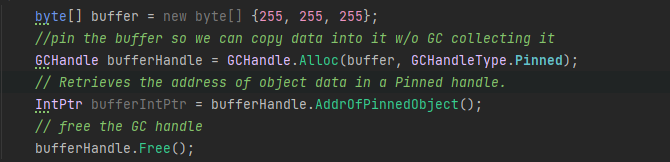 byte[] buffer = new byte[] {255, 255, 255};
//pin the buffer so we can copy data into it w/o GC collecting it
GCHandle bufferHandle = GCHandle.Alloc(buffer, GCHandleType.Pinned);
// Retrieves the address of object data in a Pinned handle.
IntPtr bufferIntPtr = bufferHandle.AddrOfPinnedObject();
// free the GC handle
bufferHandle.Free();